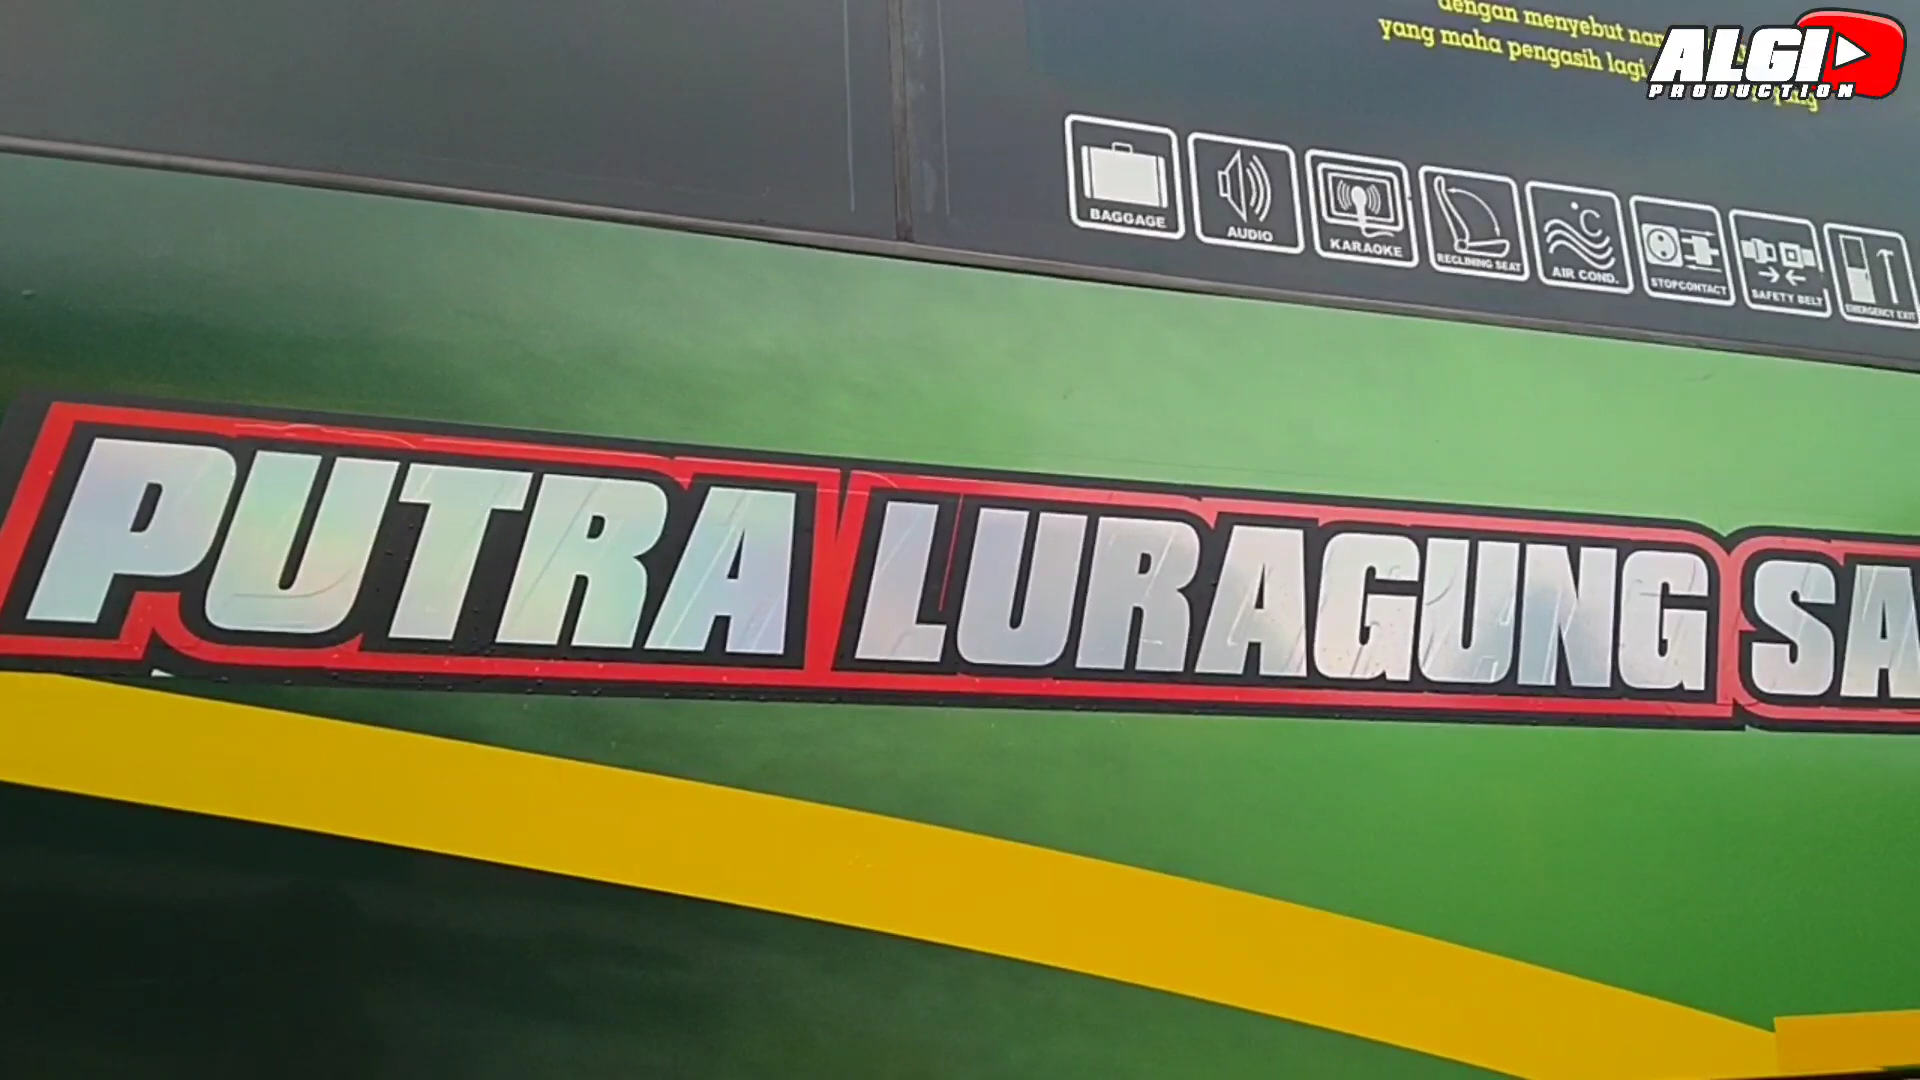 dengan menyebut
yang maha pengasih lagi
ALGI
PRODUCTION
BAGGAGE
AUDIO
KARAOKE
RECLINING SEAT
°C
AIR COND.
STOPCONTACT
SAFETY BELT
EMERGENCY EXIT
PUTRA LURAGUNG SA